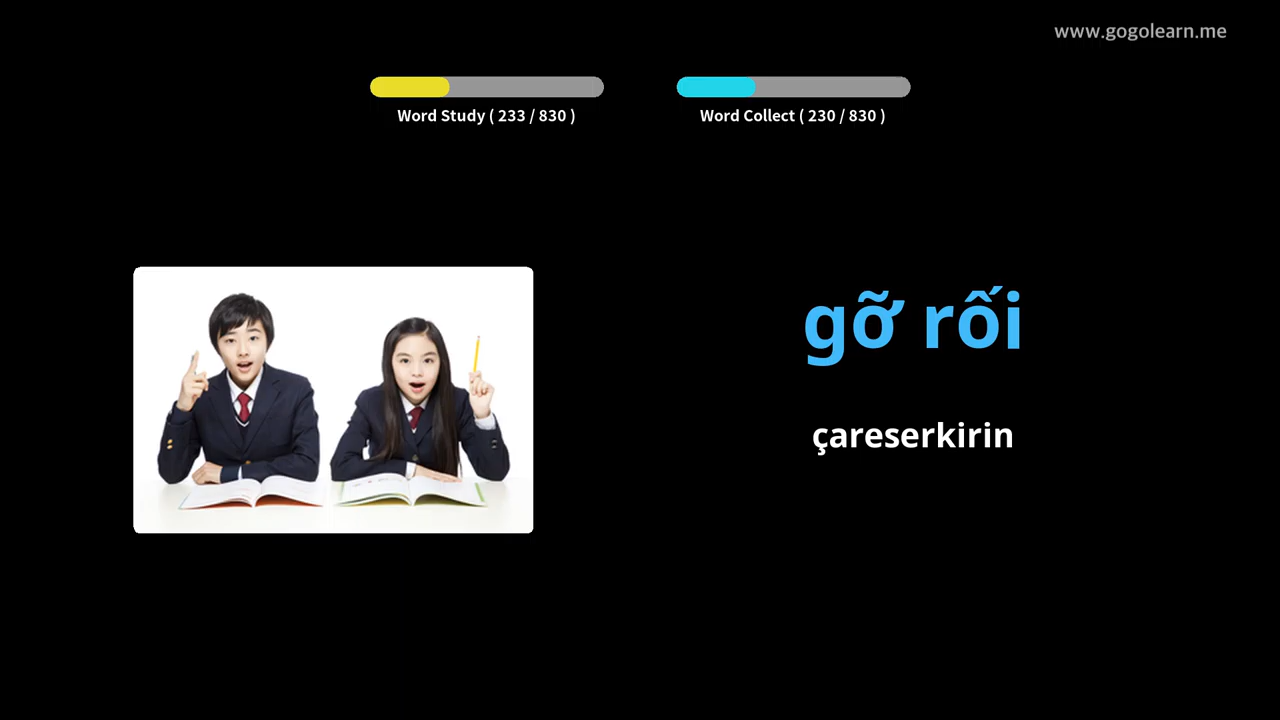 www.gogolearn.me
Word Study ( 233 / 830 )
Word Collect ( 230 / 830 )
gỡ rối
çareserkirin